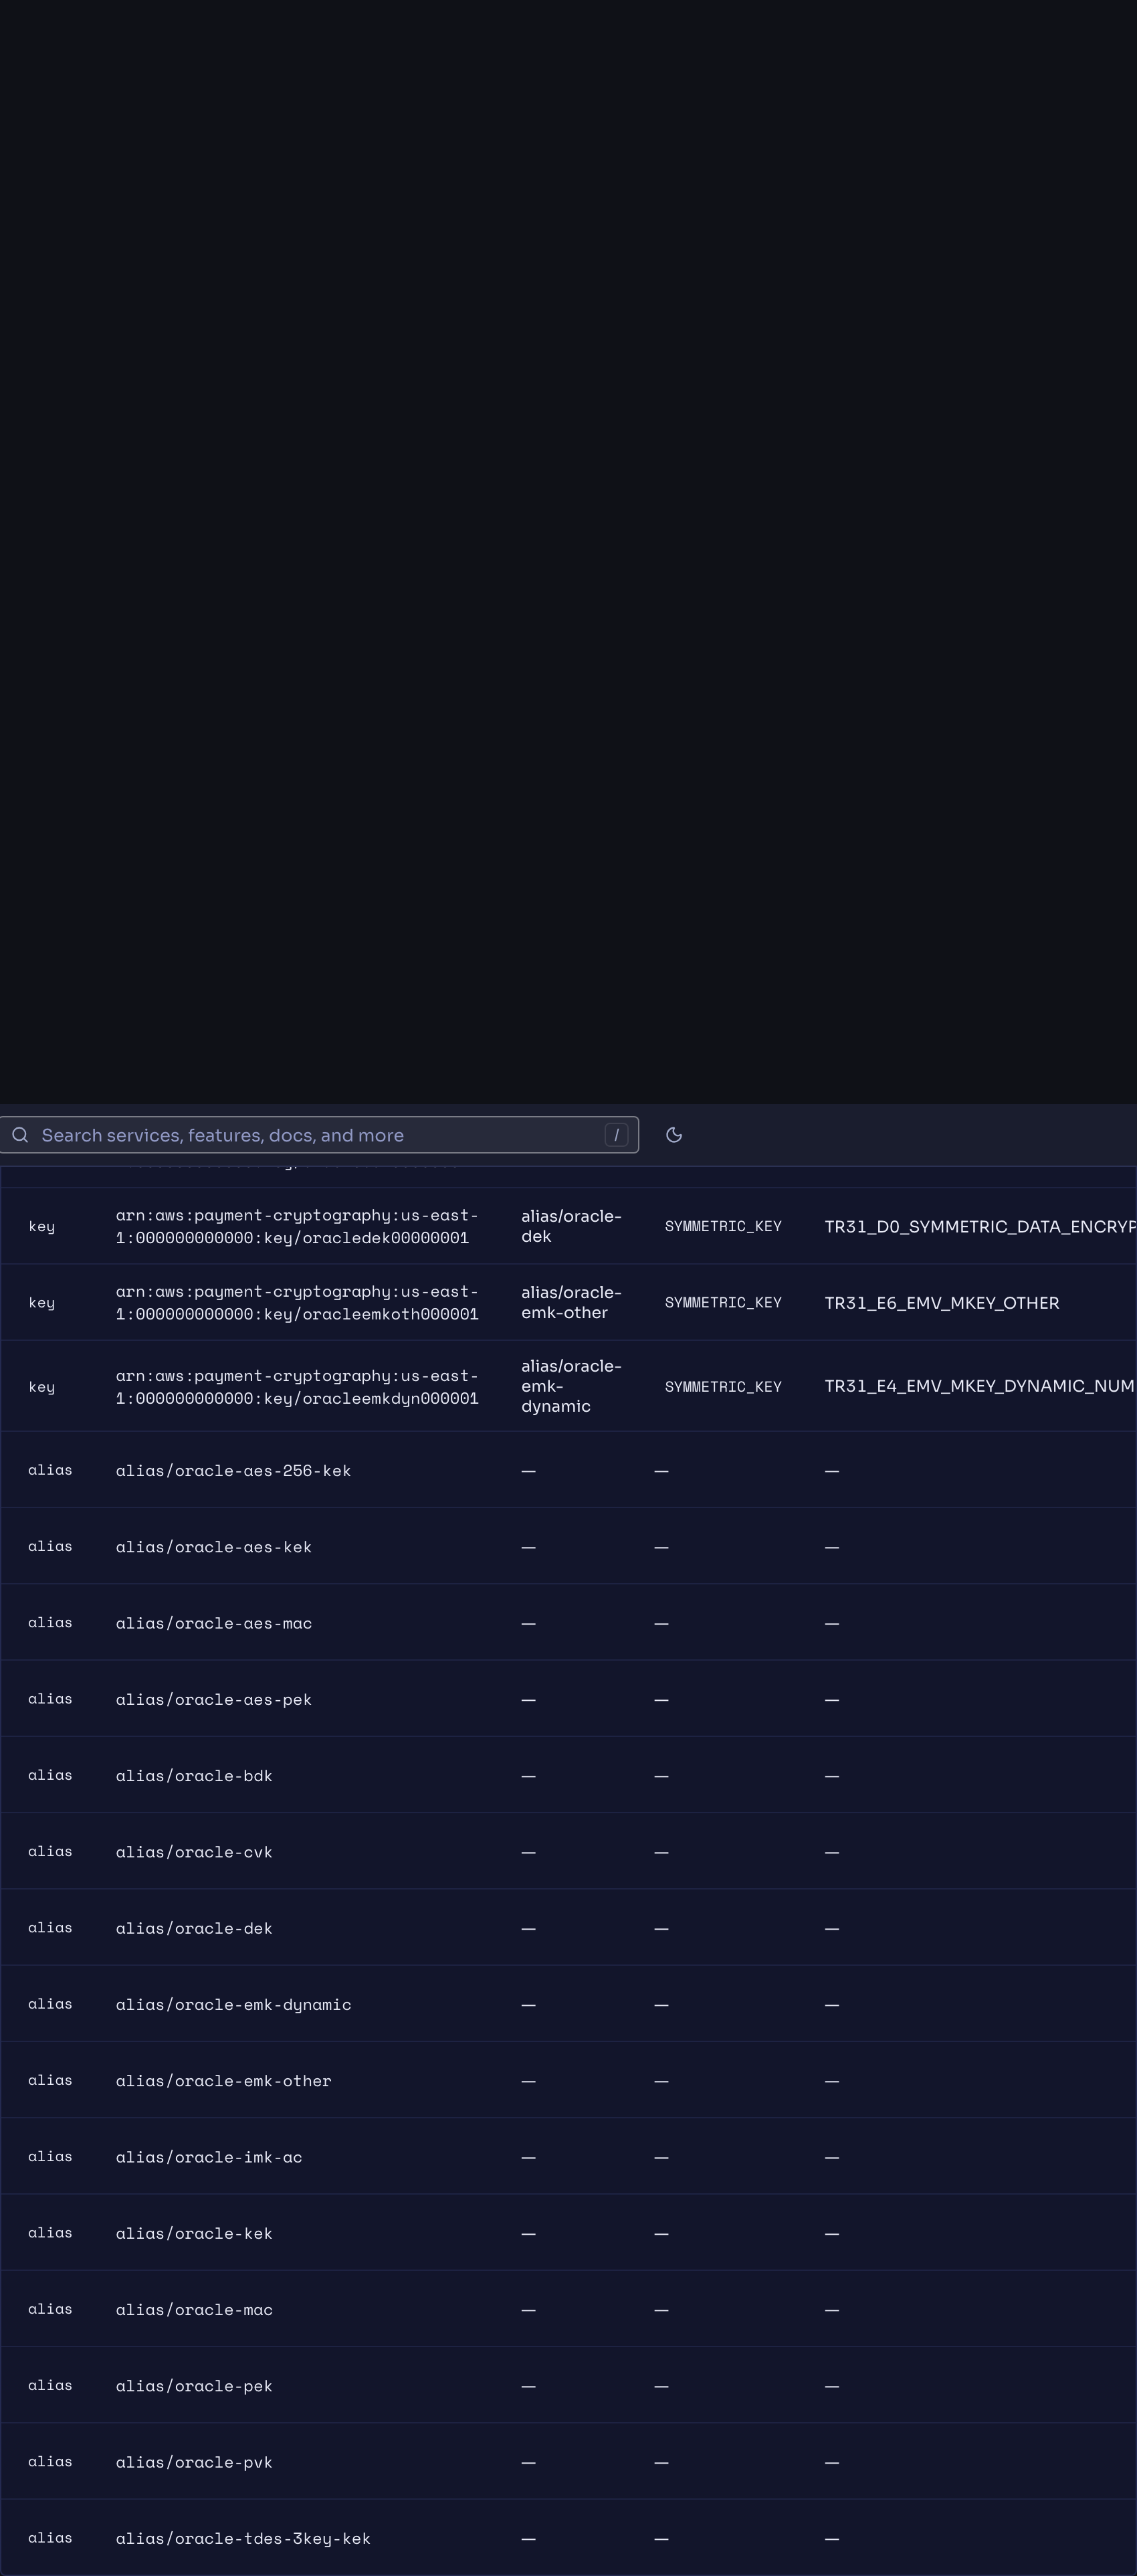 Search services, features, docs, and more /
key arn:aws:payment-cryptography:us-east-1:000000000000:key/oracledek00000001 alias/oracle-dek SYMMETRIC_KEY TR31_D0_SYMMETRIC_DATA_ENCRYP
key arn:aws:payment-cryptography:us-east-1:000000000000:key/oracleemkoth000001 alias/oracle-emk-other SYMMETRIC_KEY TR31_E6_EMV_MKEY_OTHER
key arn:aws:payment-cryptography:us-east-1:000000000000:key/oracleemkdyn000001 alias/oracle-emk-dynamic SYMMETRIC_KEY TR31_E4_EMV_MKEY_DYNAMIC_NUM
alias alias/oracle-aes-256-kek — — —
alias alias/oracle-aes-kek — — —
alias alias/oracle-aes-mac — — —
alias alias/oracle-aes-pek — — —
alias alias/oracle-bdk — — —
alias alias/oracle-cvk — — —
alias alias/oracle-dek — — —
alias alias/oracle-emk-dynamic — — —
alias alias/oracle-emk-other — — —
alias alias/oracle-imk-ac — — —
alias alias/oracle-kek — — —
alias alias/oracle-mac — — —
alias alias/oracle-pek — — —
alias alias/oracle-pvk — — —
alias alias/oracle-tdes-3key-kek — — —